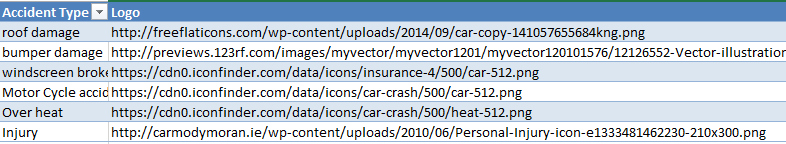 Accident Type Logo
roof damage http://freeflaticons.com/wp-content/uploads/2014/09/car-copy-141057655684kng.png
bumper damage http://previews.123rf.com/images/myvector/myvector1201/myvector120101576/12126552-Vector-illustration
windscreen broke https://cdn0.iconfinder.com/data/icons/insurance-4/500/car-512.png
Motor Cycle accid https://cdn0.iconfinder.com/data/icons/car-crash/500/car-512.png
Over heat https://cdn0.iconfinder.com/data/icons/car-crash/500/heat-512.png
Injury http://carmodymoran.ie/wp-content/uploads/2010/06/Personal-Injury-icon-e1333481462230-210x300.png